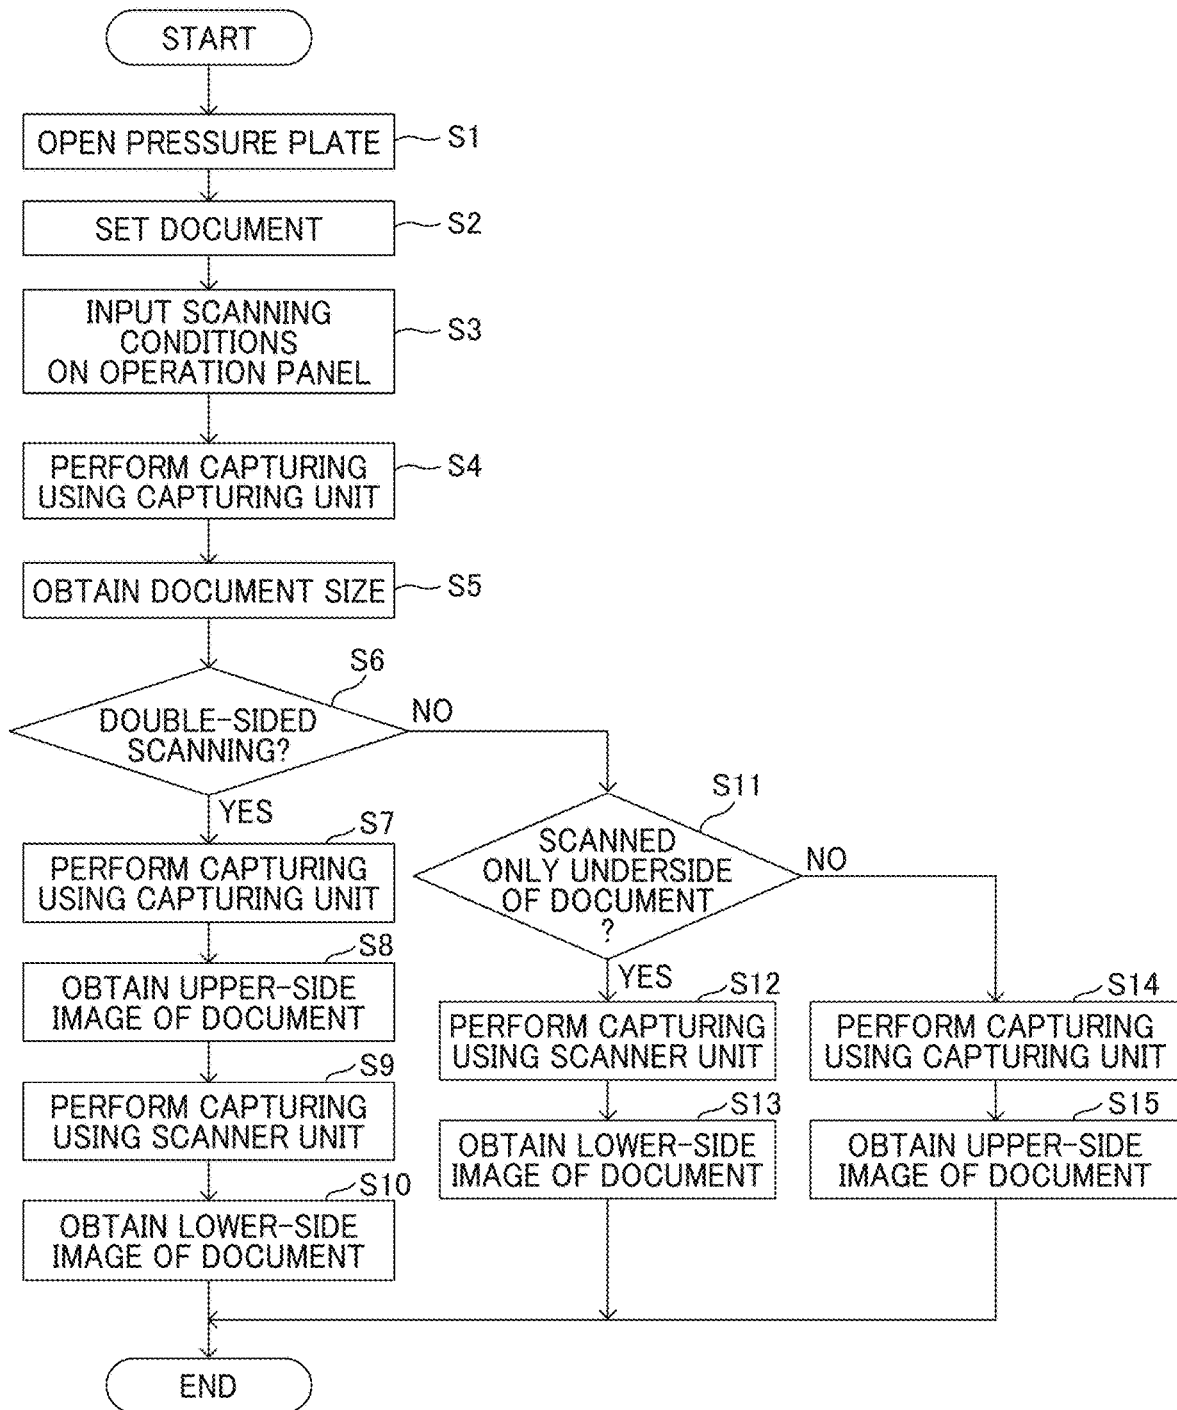 START
OPEN PRESSURE PLATE
S1
SET DOCUMENT
S2
INPUT SCANNING
CONDITIONS
ON OPERATION PANEL
S3
PERFORM CAPTURING
USING CAPTURING UNIT
S4
OBTAIN DOCUMENT SIZE
S5
S6
DOUBLE-SIDED
SCANNING?
NO
YES
S7
PERFORM CAPTURING
USING CAPTURING UNIT
S8
OBTAIN UPPER-SIDE
IMAGE OF DOCUMENT
S9
PERFORM CAPTURING
USING SCANNER UNIT
S10
OBTAIN LOWER-SIDE
IMAGE OF DOCUMENT
S11
SCANNED
ONLY UNDERSIDE
OF DOCUMENT
?
NO
YES
S12
PERFORM CAPTURING
USING SCANNER UNIT
S13
OBTAIN LOWER-SIDE
IMAGE OF DOCUMENT
S14
PERFORM CAPTURING
USING CAPTURING UNIT
S15
OBTAIN UPPER-SIDE
IMAGE OF DOCUMENT
END